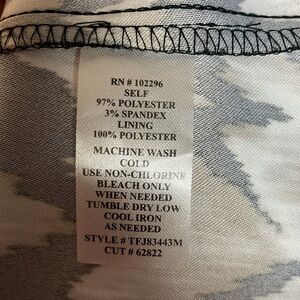 RN # 102296
SELF
97% POLYESTER
3% SPANDEX
LINING
100% POLYESTER
MACHINE WASH
COLD
USE NON-CHLORINE
BLEACH ONLY
WHEN NEEDED
TUMBLE DRY LOW
COOL IRON
AS NEEDED
STYLE # TFJ83443M
CUT # 62822